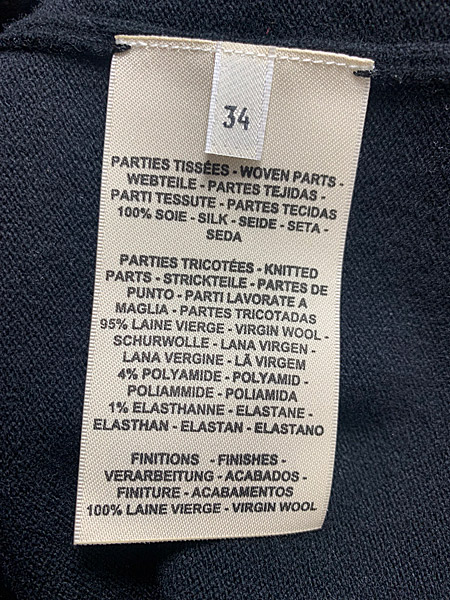 34
PARTIES TISSÉES - WOVEN PARTS -
WEBTEILE - PARTES TEJIDAS -
PARTI TESSUTE - PARTES TECIDAS
100% SOIE - SILK - SEIDE - SETA -
SEDA
PARTIES TRICOTÉES - KNITTED
PARTS - STRICKTEILE - PARTES DE
PUNTO - PARTI LAVORATE A
MAGLIA - PARTES TRICOTADAS
95% LAINE VIERGE - VIRGIN WOOL -
SCHURWOLLE - LANA VIRGEN -
LANA VERGINE - LÃ VIRGEM
4% POLYAMIDE - POLYAMID -
POLIAMMIDE - POLIAMIDA
1% ELASTHANNE - ELASTANE -
ELASTHAN - ELASTAN - ELASTANO
FINITIONS - FINISHES -
VERARBEITUNG - ACABADOS -
FINITURE - ACABAMENTOS
100% LAINE VIERGE - VIRGIN WOOL